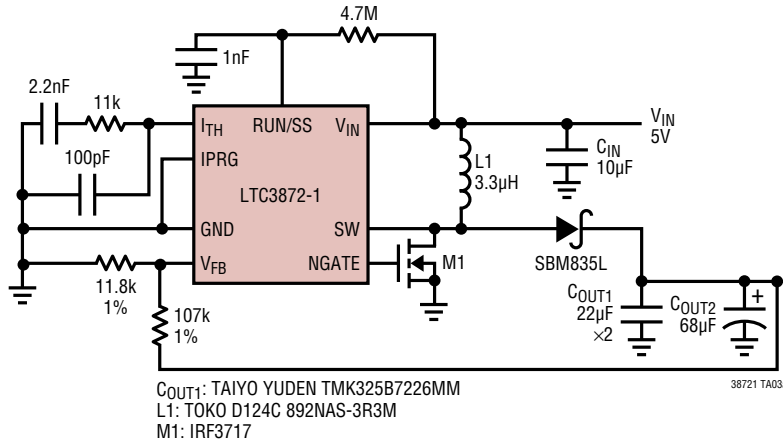 4.7M
1nF
2.2nF
11k
100pF
ITH
RUN/SS
VIN
IPRG
LTC3872-1
GND
SW
VFB
NGATE
L1
3.3µH
CIN
10µF
VIN
5V
M1
SBM835L
11.8k
1%
107k
1%
COUT1
22µF
×2
COUT2
68µF
+
COUT1: TAIYO YUDEN TMK325B7226MM
L1: TOKO D124C 892NAS-3R3M
M1: IRF3717